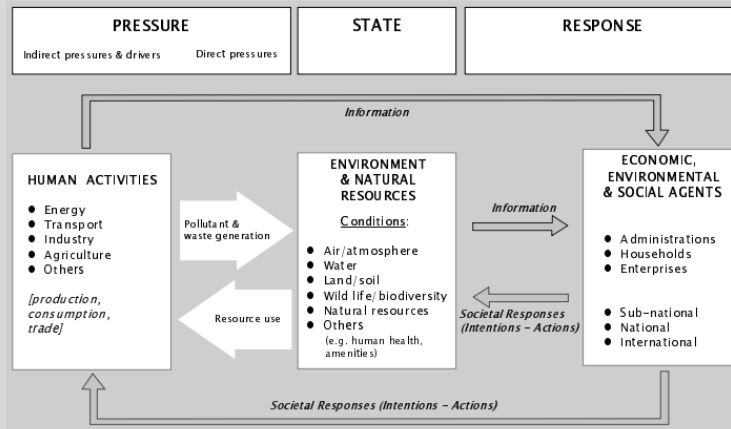 PRESSURE
Indirect pressures & drivers
Direct pressures
STATE
RESPONSE
Information
HUMAN ACTIVITIES
● Energy
● Transport
● Industry
● Agriculture
● Others
[production,
consumption,
trade]
Pollutant &
waste generation
Resource use
ENVIRONMENT
& NATURAL
RESOURCES
Conditions:
● Air/atmosphere
● Water
● Land/soil
● Wild life/biodiversity
● Natural resources
● Others
(e.g. human health,
amenities)
Information
Societal Responses
(Intentions – Actions)
ECONOMIC,
ENVIRONMENTAL
& SOCIAL AGENTS
● Administrations
● Households
● Enterprises
● Sub-national
● National
● International
Societal Responses (Intentions – Actions)